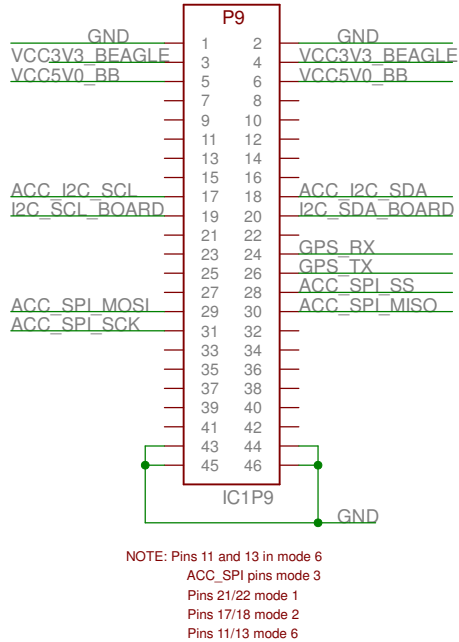 P9
GND 1 2 GND
VCC3V3_BEAGLE 3 4 VCC3V3_BEAGLE
VCC5V0_BB 5 6 VCC5V0_BB
7 8
9 10
11 12
13 14
15 16
ACC_I2C_SCL 17 18 ACC_I2C_SDA
I2C_SCL_BOARD 19 20 I2C_SDA_BOARD
21 22
23 24 GPS_RX
25 26 GPS_TX
27 28 ACC_SPI_SS
ACC_SPI_MOSI 29 30 ACC_SPI_MISO
ACC_SPI_SCK 31 32
33 34
35 36
37 38
39 40
41 42
43 44
45 46
IC1P9
GND
NOTE: Pins 11 and 13 in mode 6
ACC_SPI pins mode 3
Pins 21/22 mode 1
Pins 17/18 mode 2
Pins 11/13 mode 6